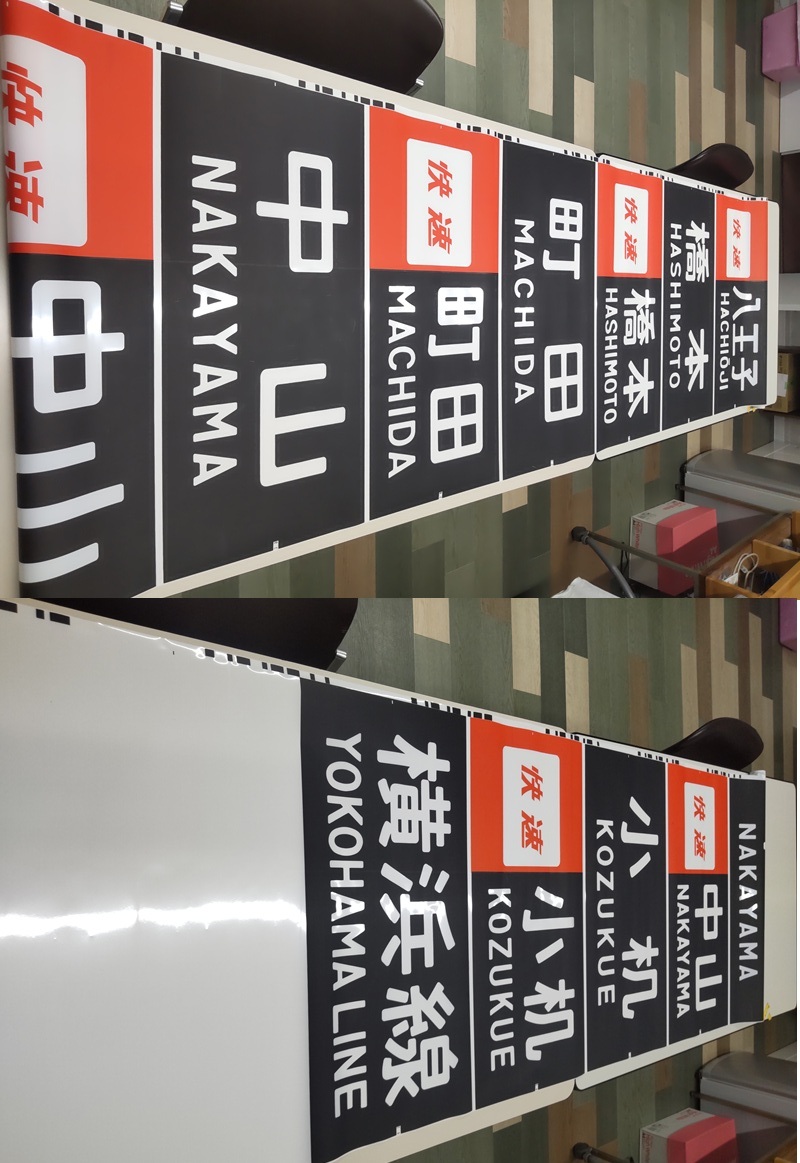 快速
八王子
HACHIŌJI
橋本
HASHIMOTO
快速
橋本
HASHIMOTO
町田
MACHIDA
快速
町田
MACHIDA
中山
NAKAYAMA
快速
中山
NAKAYAMA
快速
中山
NAKAYAMA
小机
KOZUKUE
快速
小机
KOZUKUE
横浜線
YOKOHAMA LINE